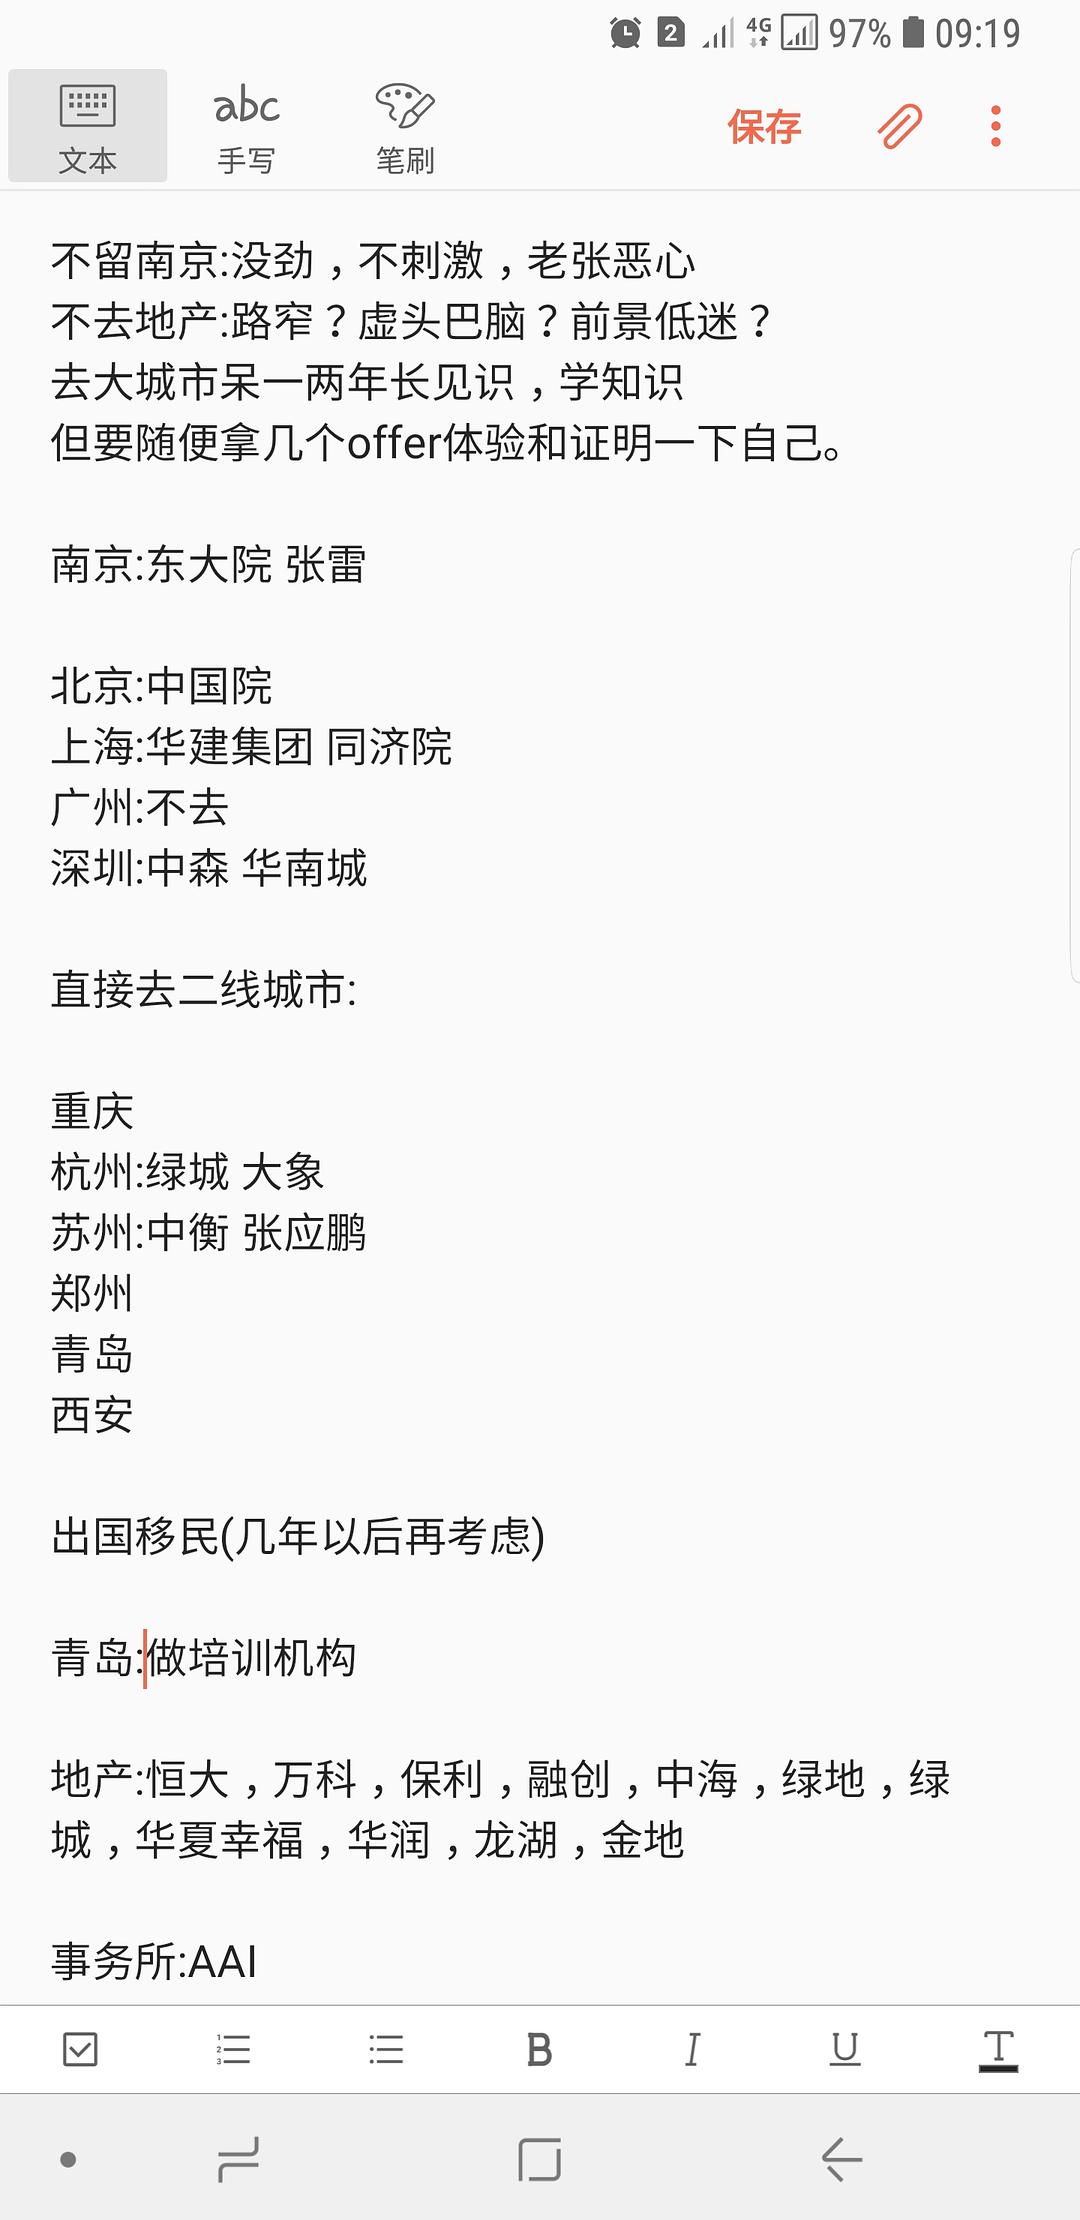 2 4G 97% 09:19
文本 abc 手写 笔刷 保存
不留南京:没劲，不刺激，老张恶心
不去地产:路窄？虚头巴脑？前景低迷？
去大城市呆一两年长见识，学知识
但要随便拿几个offer体验和证明一下自己。
南京:东大院 张雷
北京:中国院
上海:华建集团 同济院
广州:不去
深圳:中森 华南城
直接去二线城市:
重庆
杭州:绿城 大象
苏州:中衡 张应鹏
郑州
青岛
西安
出国移民(几年以后再考虑)
青岛:做培训机构
地产:恒大，万科，保利，融创，中海，绿地，绿
城，华夏幸福，华润，龙湖，金地
事务所:AAI
B I U T